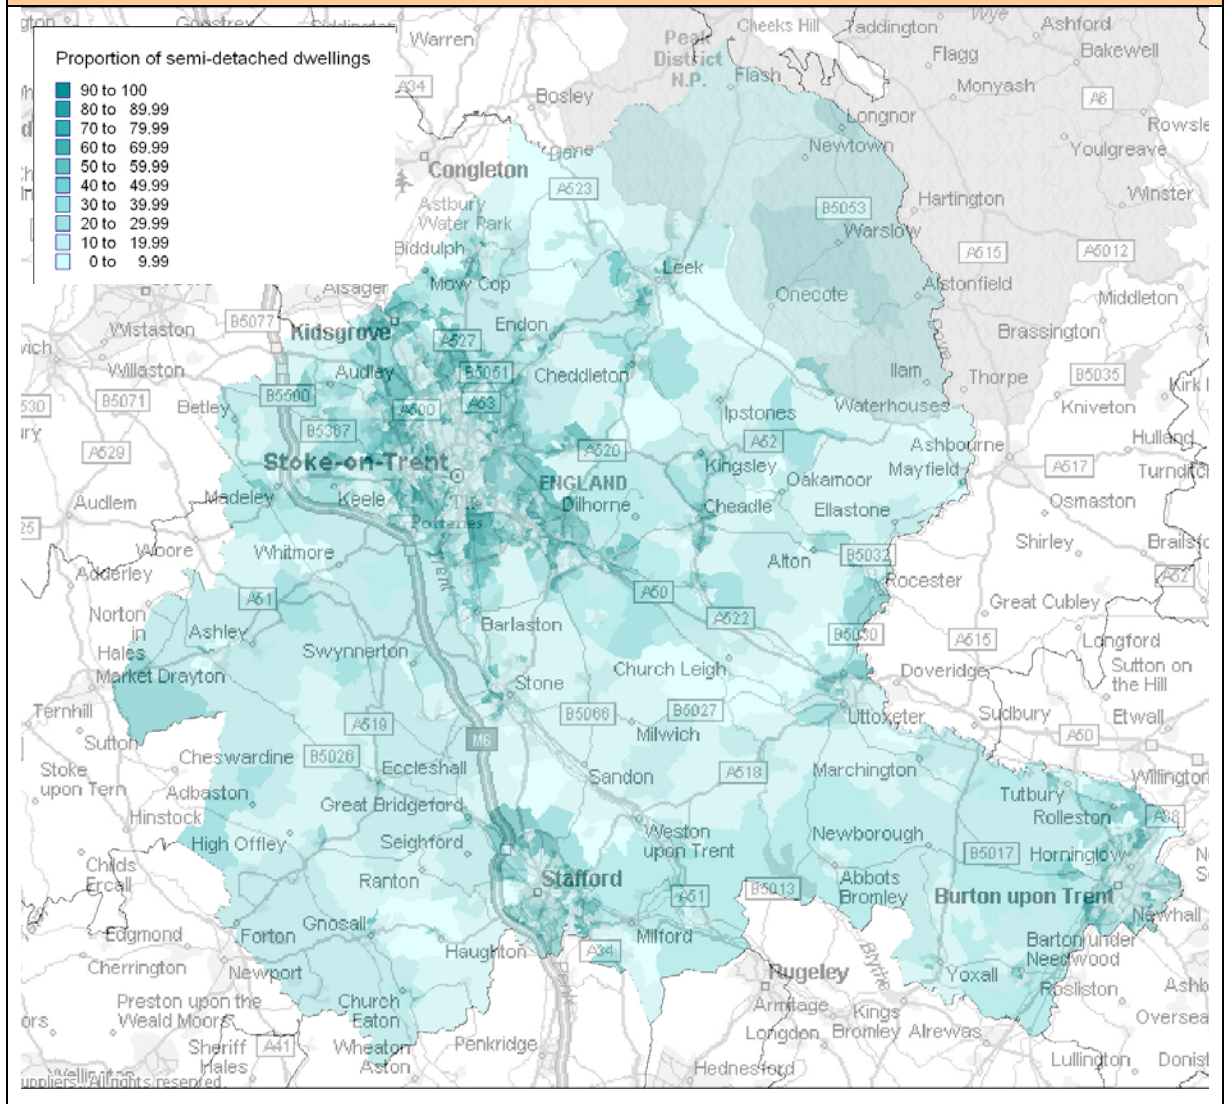 Proportion of semi-detached dwellings
90 to 100
80 to 89.99
70 to 79.99
60 to 69.99
50 to 59.99
40 to 49.99
30 to 39.99
20 to 29.99
10 to 19.99
0 to 9.99
Warren
Peak
District
N.P.
Cheeks Hill
Taddington
Wye
Ashford
Flagg
Bakewell
Flash
Monyash
A34
Bosley
A6
Longnor
Newtown
Youlgreave
Dane
Congleton
A523
Hartington
Winster
Astbury
Water Park
B5053
Warslow
Biddulph
A515
A5012
Mow Cop
Leek
Alsager
Onecote
Alstonfield
Middleton
Wistaston
B5077
Kidsgrove
Endon
A527
Dove
Brassington
Willaston
Audley
B5051
Cheddleton
Ilam
Thorpe
B5035
B5071
Betley
B5500
A500
A53
Ipstones
Waterhouses
Kniveton
B5367
A520
A52
Ashbourne
Hulland
A529
Stoke-on-Trent
Kingsley
Mayfield
A517
ENGLAND
Oakamoor
Madeley
Keele
The
Potteries
Dilhorne
Cheadle
Ellastone
Osmaston
Audlem
Woore
Whitmore
Alton
B5032
Shirley
Adderley
Trent
Rocester
A52
Norton
in
Hales
A51
A50
Great Cubley
Ashley
Barlaston
A522
B5030
A515
Longford
Swynnerton
Church Leigh
Doveridge
Sutton on
the Hill
Market Drayton
Stone
Ternhill
A519
B5066
B5027
Uttoxeter
Sudbury
Etwall
Sutton
M6
Milwich
A50
Cheswardine
B5026
Eccleshall
Sandon
A518
Marchington
Willington
Stoke
upon Tern
Adbaston
Great Bridgeford
Tutbury
Rolleston
A38
Hinstock
High Offley
Seighford
Weston
upon Trent
Newborough
B5017
Horninglow
Childs
Ercall
Ranton
Stafford
A51
B5013
Abbots
Bromley
Burton upon Trent
Newhall
Edgmond
Forton
Gnosall
Haughton
A34
Milford
Barton under
Needwood
Cherrington
Newport
Penk
Rugeley
Blythe
Yoxall
Rosliston
Preston upon the
Weald Moors
Church
Eaton
Armitage
Kings
Bromley
Longdon
Alrewas
Sheriff
Hales
A41
Wheaton
Aston
Penkridge
Hednesford
Lullington
uppliers. All rights reserved.